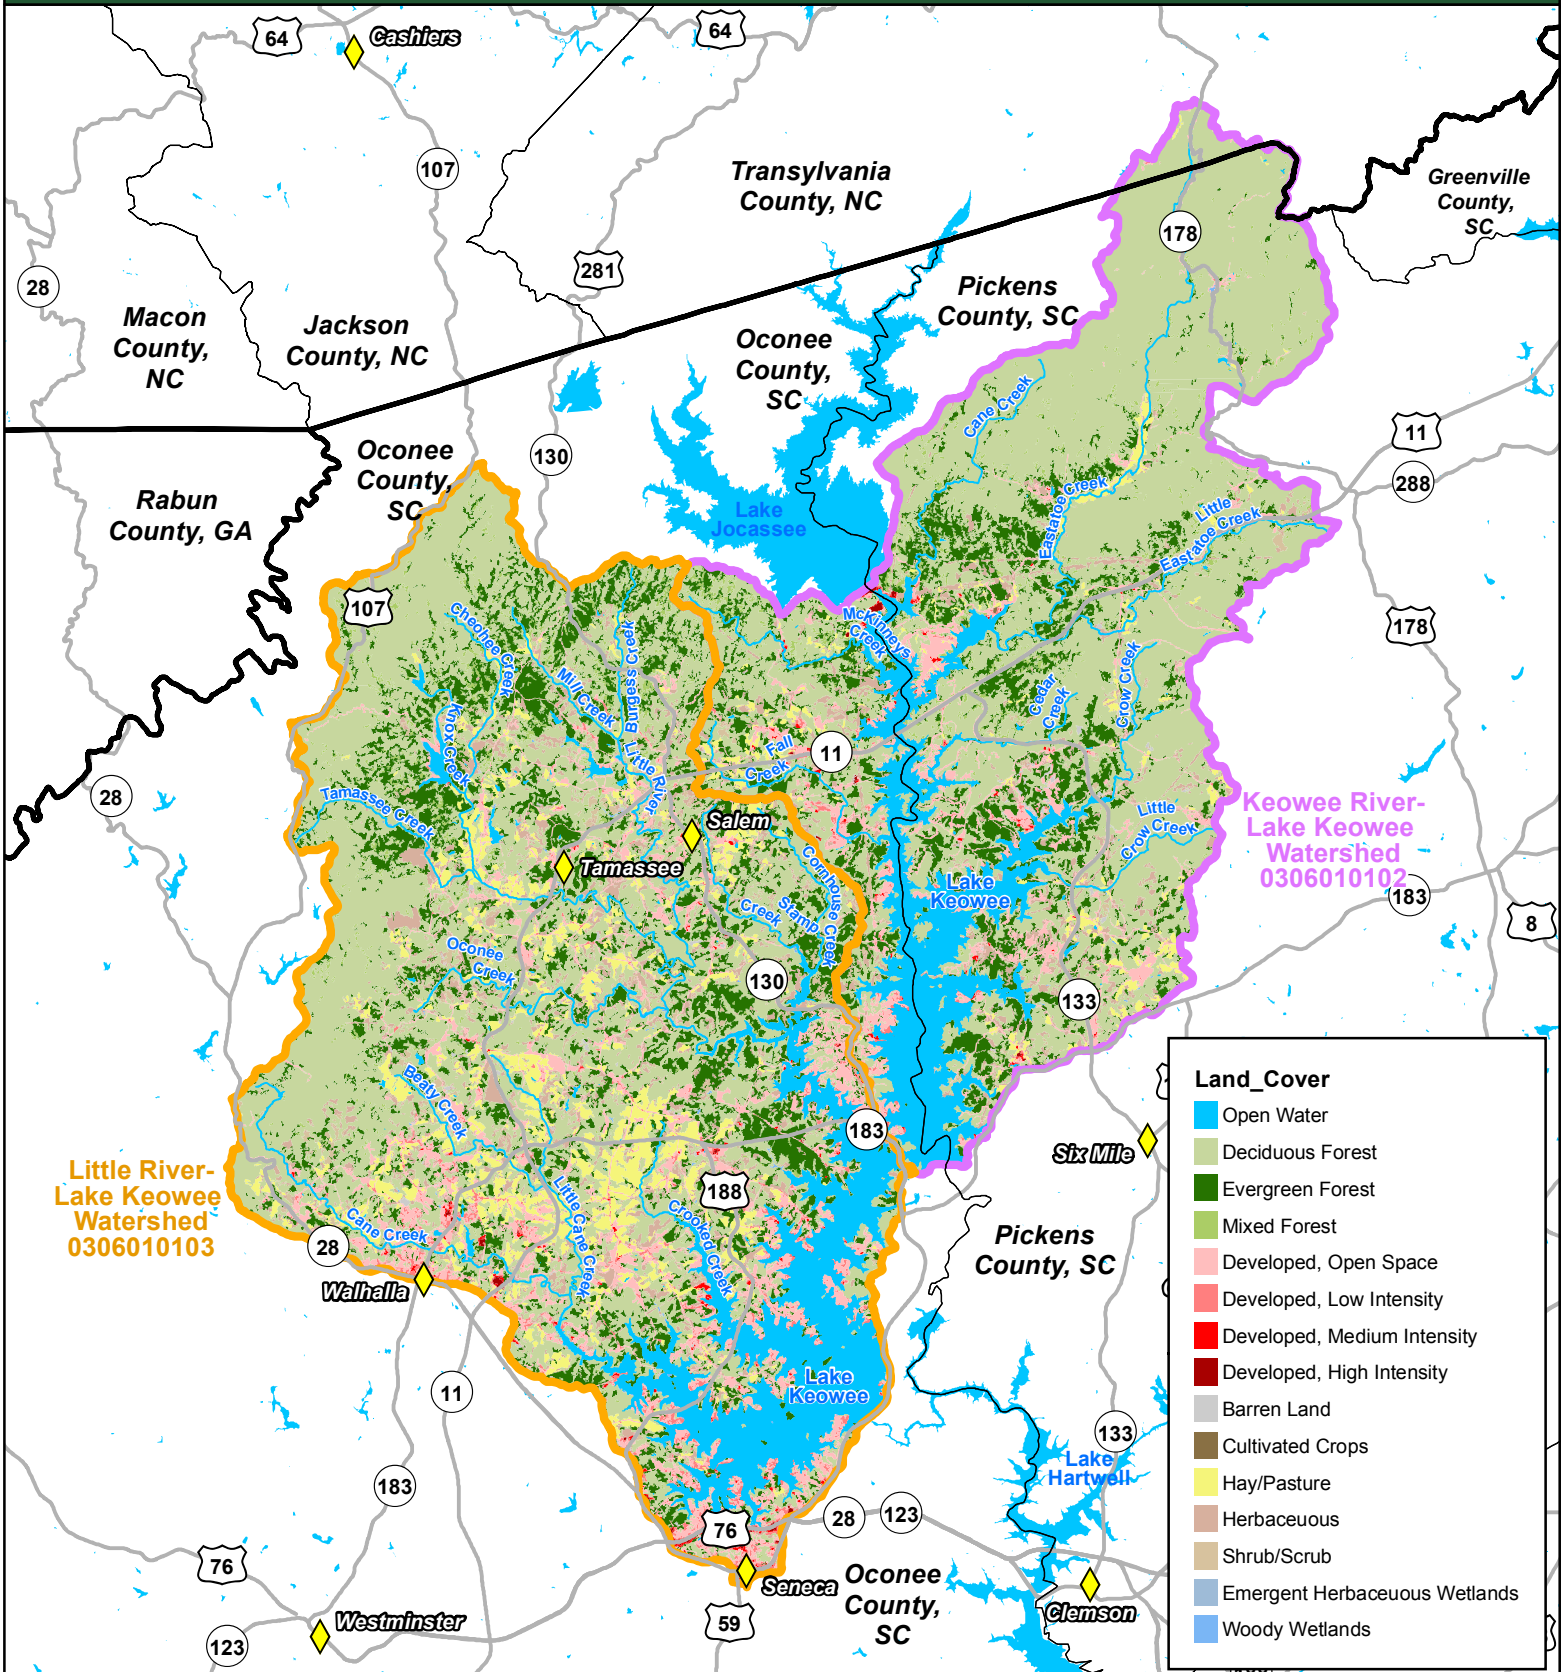 64
Cashiers
64
107
Transylvania
County, NC
Greenville
County,
SC
178
28
281
Macon
County,
NC
Jackson
County, NC
Pickens
County, SC
Oconee
County,
SC
Cane Creek
11
Oconee
County,
SC
130
288
Rabun
County, GA
Lake
Jocassee
Eastatoe Creek
Little
Eastatoe Creek
107
Cheohee Creek
Mill Creek
Burgess Creek
McKinneys
Creek
178
Knox Creek
Little River
Cedar
Creek
Crow Creek
Fall
Creek
11
28
Tamassee Creek
Salem
Little
Crow Creek
Keowee River-
Lake Keowee
Watershed
0306010102
Tamassee
Cornhouse Creek
Stamp
Creek
Lake
Keowee
183
8
Oconee
Creek
130
133
Beaty Creek
183
Six Mile
Little River-
Lake Keowee
Watershed
0306010103
188
Little Cane Creek
Crooked Creek
Cane Creek
28
Walhalla
Pickens
County, SC
11
Lake
Keowee
133
Lake
Hartwell
183
76
28
123
76
Seneca
Oconee
County,
SC
Clemson
59
Westminster
123
Land_Cover
Open Water
Deciduous Forest
Evergreen Forest
Mixed Forest
Developed, Open Space
Developed, Low Intensity
Developed, Medium Intensity
Developed, High Intensity
Barren Land
Cultivated Crops
Hay/Pasture
Herbaceous
Shrub/Scrub
Emergent Herbaceuous Wetlands
Woody Wetlands